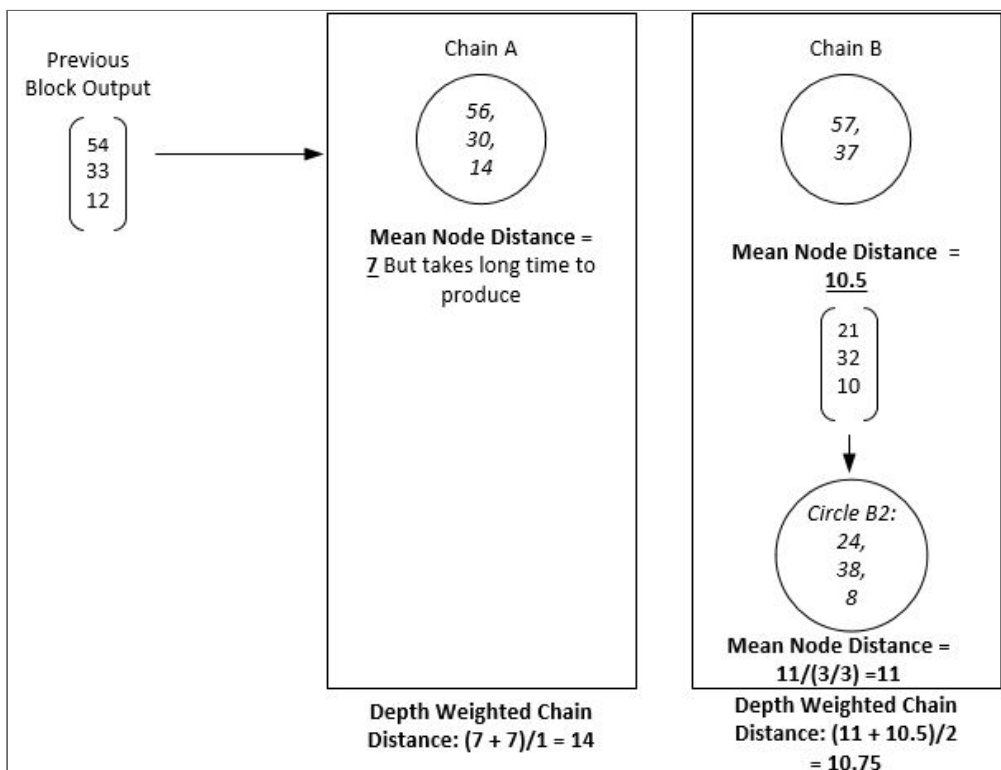 Previous
Block Output
54
33
12
Chain A
56,
30,
14
Mean Node Distance =
7 But takes long time to
produce
Depth Weighted Chain
Distance: (7 + 7)/1 = 14
Chain B
57,
37
Mean Node Distance =
10.5
21
32
10
Circle B2:
24,
38,
8
Mean Node Distance =
11/(3/3) =11
Depth Weighted Chain
Distance: (11 + 10.5)/2
= 10.75